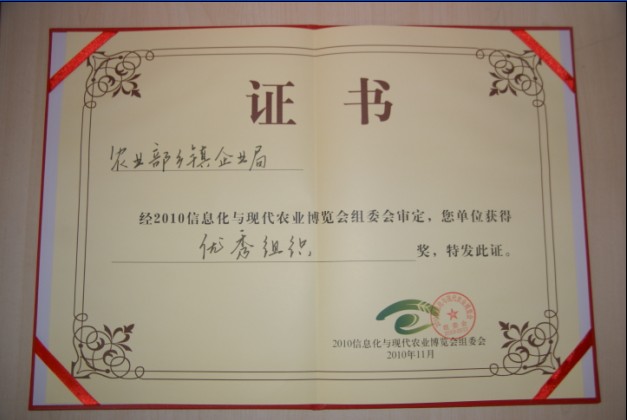 证书
农业部乡镇企业局
经2010信息化与现代农业博览会组委会审定，您单位获得
优秀组织
奖，特发此证。
2010信息化与现代农业博览会组委会
2010年11月